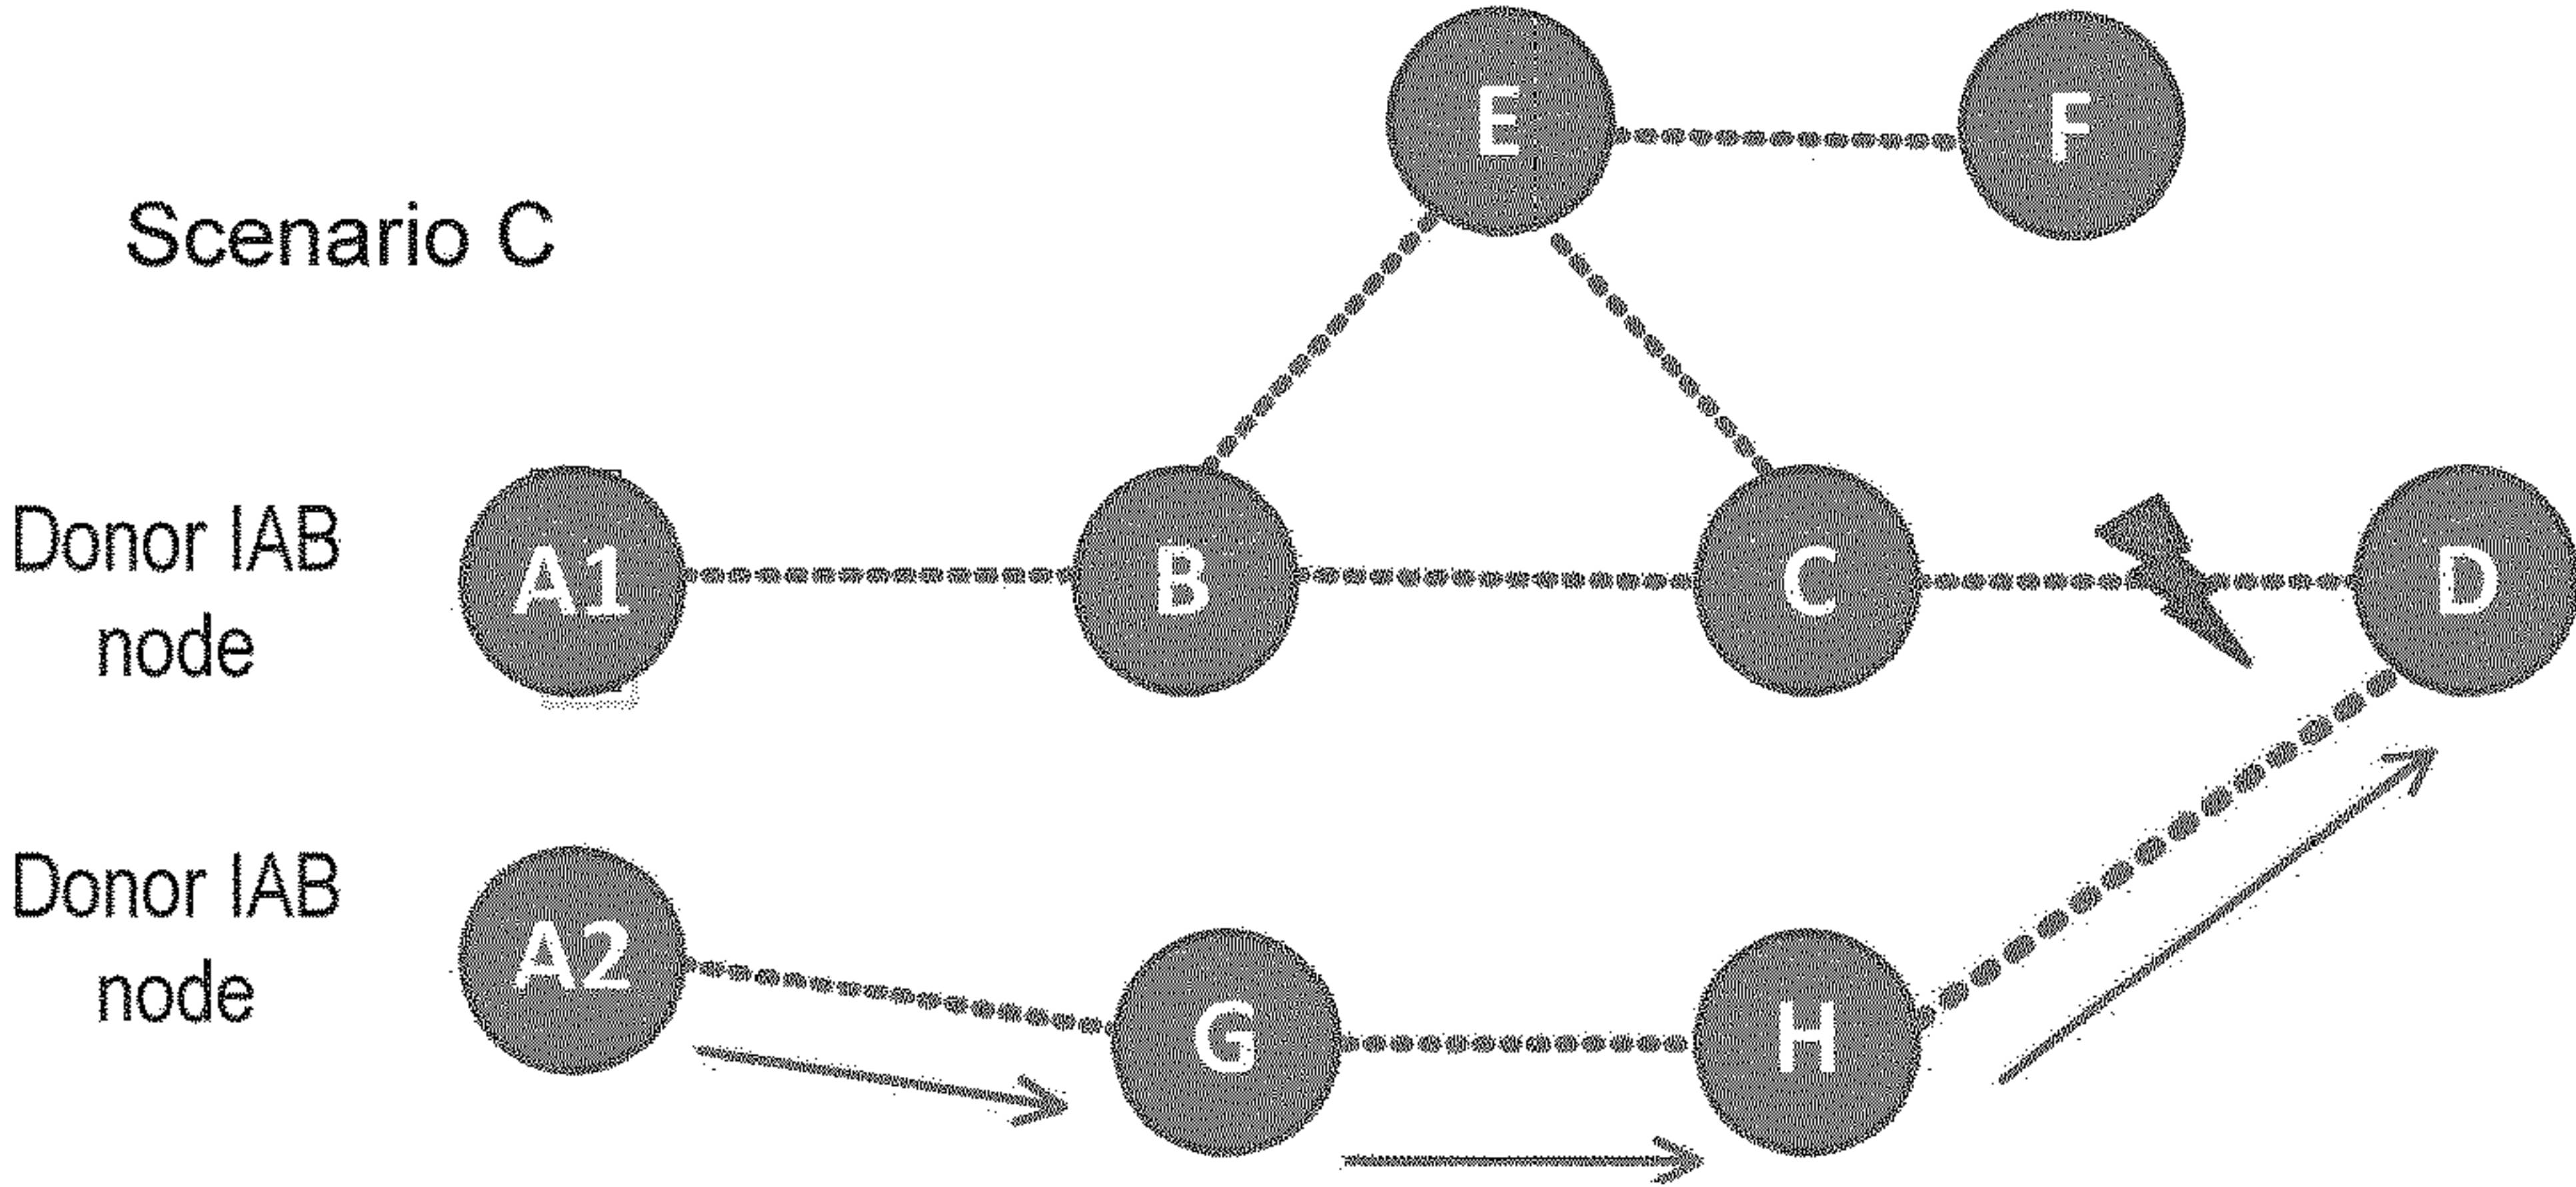 E
F
Scenario C
Donor IAB
node
A1
B
C
D
Donor IAB
node
A2
G
H